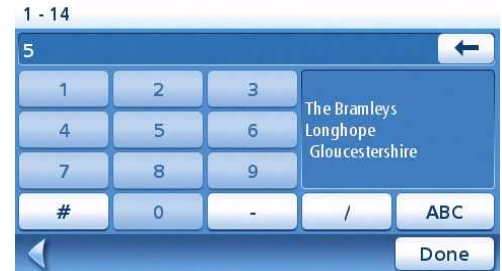 1 - 14
5
1 2 3
4 5 6
7 8 9
The Bramleys
Longhope
Gloucestershire
# 0 - / ABC
Done